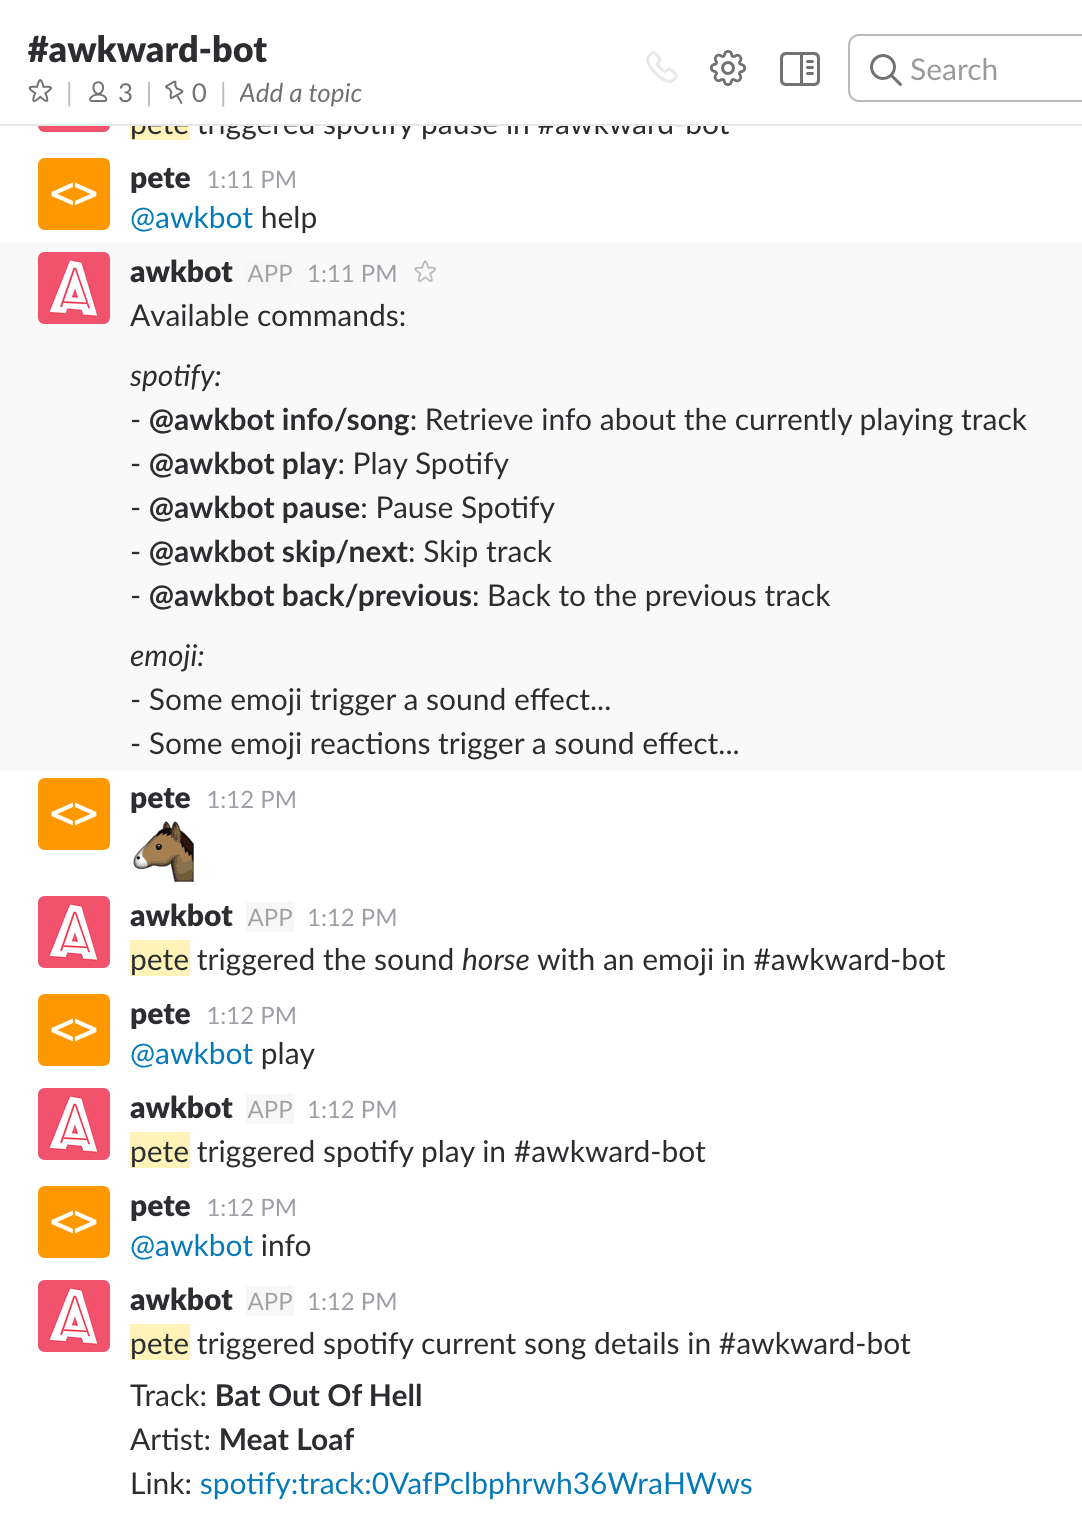 #awkward-bot
3
0
Add a topic
Search
pete triggered spotify pause in #awkward-bot
<> pete 1:11 PM
@awkbot help
A awkbot APP 1:11 PM
Available commands:
spotify:
- @awkbot info/song: Retrieve info about the currently playing track
- @awkbot play: Play Spotify
- @awkbot pause: Pause Spotify
- @awkbot skip/next: Skip track
- @awkbot back/previous: Back to the previous track
emoji:
- Some emoji trigger a sound effect...
- Some emoji reactions trigger a sound effect...
<> pete 1:12 PM
A awkbot APP 1:12 PM
pete triggered the sound horse with an emoji in #awkward-bot
<> pete 1:12 PM
@awkbot play
A awkbot APP 1:12 PM
pete triggered spotify play in #awkward-bot
<> pete 1:12 PM
@awkbot info
A awkbot APP 1:12 PM
pete triggered spotify current song details in #awkward-bot
Track: Bat Out Of Hell
Artist: Meat Loaf
Link: spotify:track:0VafPclbphrwh36WraHWws